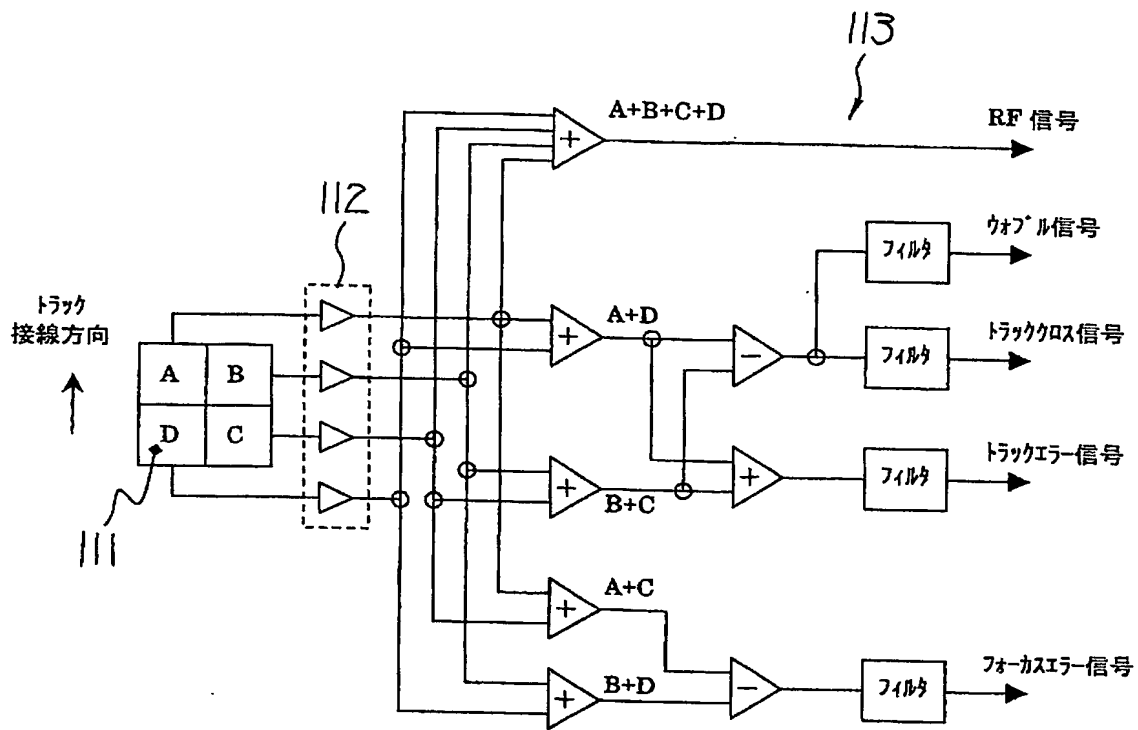 113
A+B+C+D
RF 信号
112
ウォブル信号
フィルタ
トラック
接線方向
A+D
トラッククロス信号
+
+
−
フィルタ
A B
D C
トラックエラー信号
+
+
フィルタ
B+C
111
A+C
+
フォーカスエラー信号
B+D
+
−
フィルタ